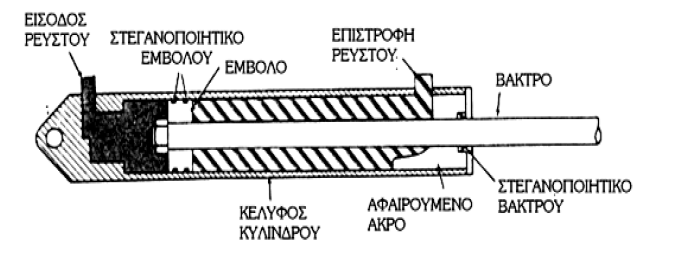 ΕΙΣΟΔΟΣ
ΡΕΥΣΤΟΥ
ΣΤΕΓΑΝΟΠΟΙΗΤΙΚΟ
ΕΜΒΟΛΟΥ
ΕΜΒΟΛΟ
ΕΠΙΣΤΡΟΦΗ
ΡΕΥΣΤΟΥ
ΒΑΚΤΡΟ
ΣΤΕΓΑΝΟΠΟΙΗΤΙΚΟ
ΒΑΚΤΡΟΥ
ΑΦΑΙΡΟΥΜΕΝΟ
ΑΚΡΟ
ΚΕΛΥΦΟΣ
ΚΥΛΙΝΔΡΟΥ